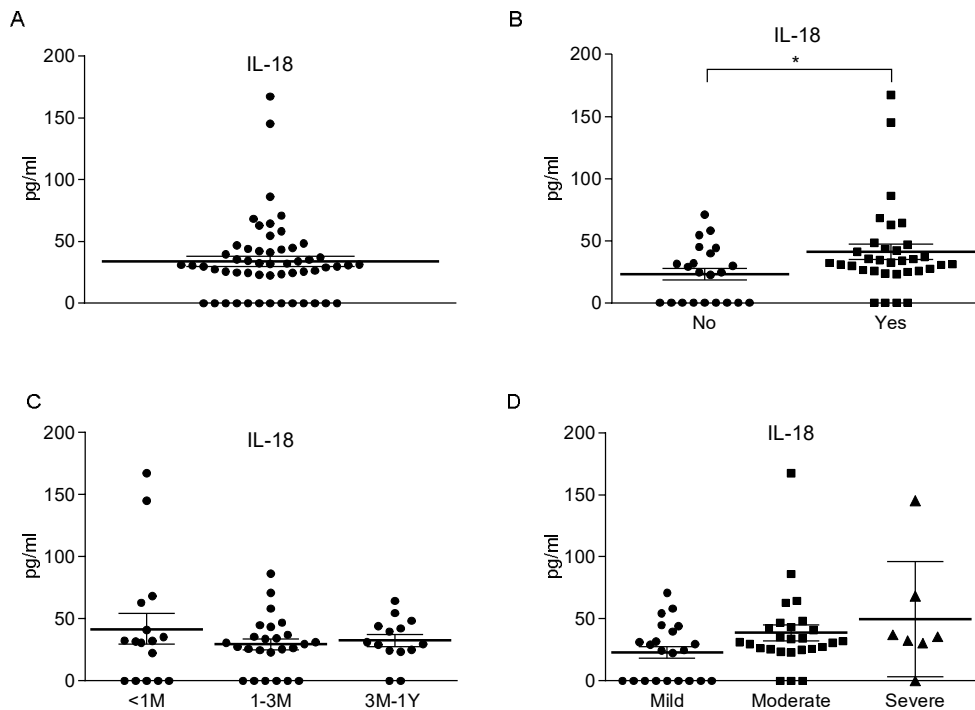 A
IL-18
pg/ml
200
150
100
50
0
B
IL-18
*
pg/ml
200
150
100
50
0
No Yes
C
IL-18
pg/ml
200
150
100
50
0
<1M 1-3M 3M-1Y
D
IL-18
pg/ml
200
150
100
50
0
Mild Moderate Severe